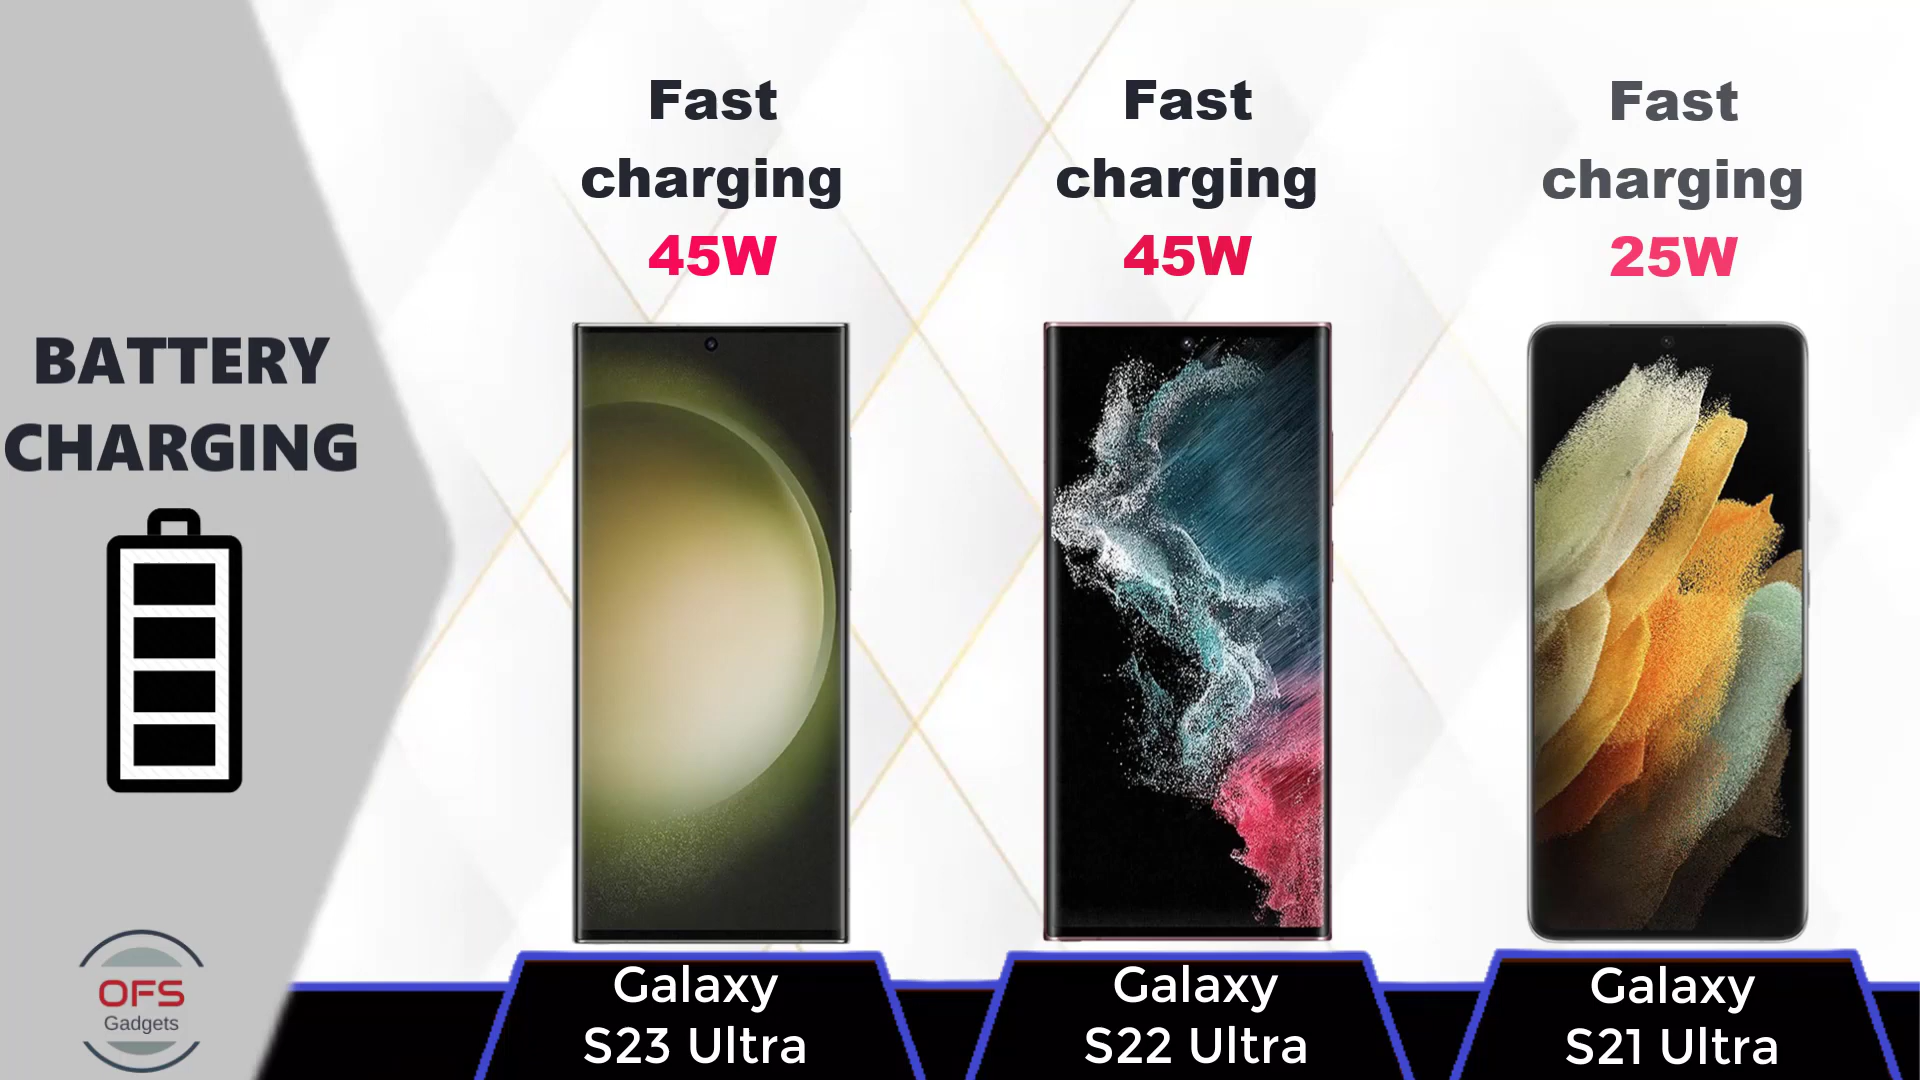 BATTERY
CHARGING
Fast
charging
45W
Fast
charging
45W
Fast
charging
25W
Galaxy
S23 Ultra
Galaxy
S22 Ultra
Galaxy
S21 Ultra
OFS
Gadgets